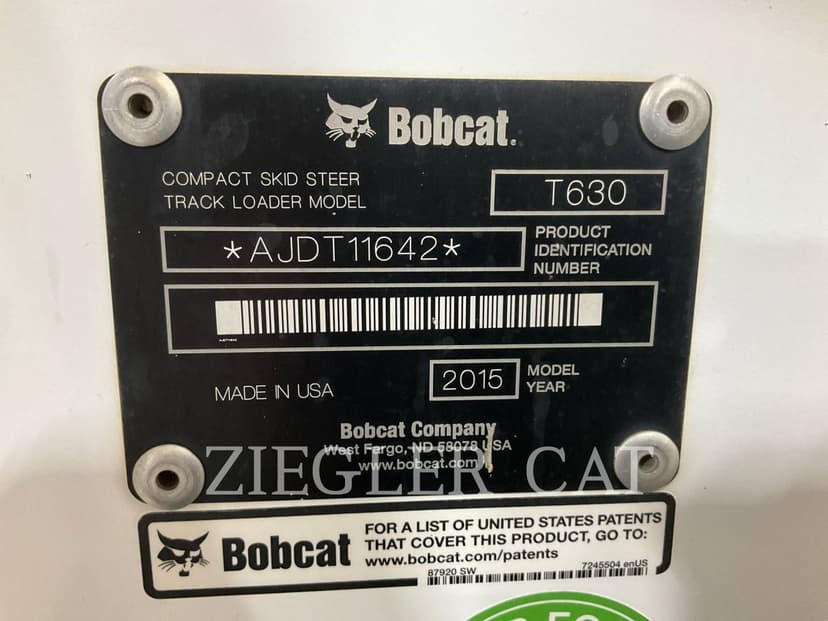 Bobcat.
COMPACT SKID STEER
TRACK LOADER MODEL
T630
*AJDT11642*
PRODUCT
IDENTIFICATION
NUMBER
MADE IN USA
2015
MODEL
YEAR
Bobcat Company
West Fargo, ND 58078 USA
www.bobcat.com
ZIEGLER CAT
Bobcat
FOR A LIST OF UNITED STATES PATENTS
THAT COVER THIS PRODUCT, GO TO:
www.bobcat.com/patents
87920 SW
7245504 enUS